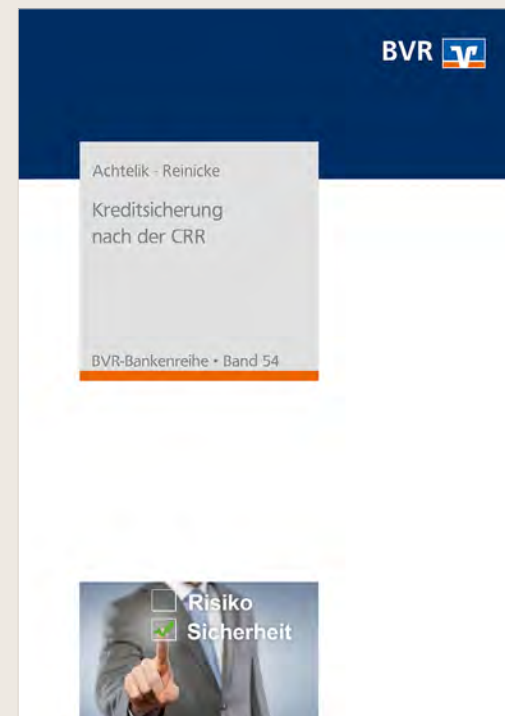 BVR
Achtelik · Reinicke
Kreditsicherung
nach der CRR
BVR-Bankenreihe • Band 54
Risiko
Sicherheit